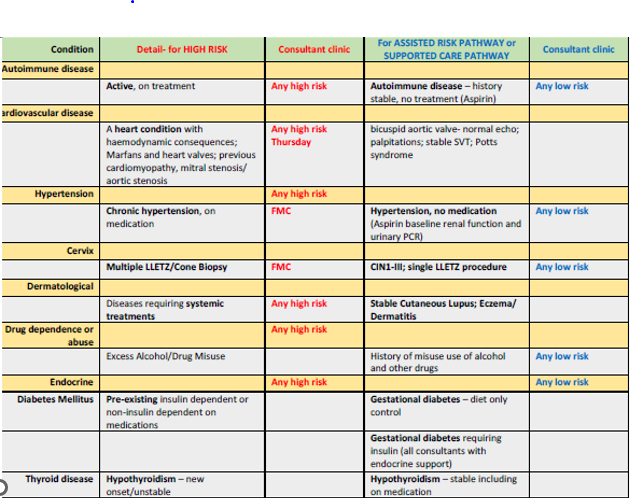 Condition
Detail- for HIGH RISK
Consultant clinic
For ASSISTED RISK PATHWAY or
SUPPORTED CARE PATHWAY
Consultant clinic
Autoimmune disease
Active, on treatment
Any high risk
Autoimmune disease – history
stable, no treatment (Aspirin)
Any low risk
ardiovascular disease
A heart condition with
haemodynamic consequences;
Marfans and heart valves; previous
cardiomyopathy, mitral stenosis/
aortic stenosis
Any high risk
Thursday
bicuspid aortic valve- normal echo;
palpitations; stable SVT; Potts
syndrome
Hypertension
Any high risk
Chronic hypertension, on
medication
FMC
Hypertension, no medication
(Aspirin baseline renal function and
urinary PCR)
Any low risk
Cervix
Multiple LLETZ/Cone Biopsy
FMC
CIN1-III; single LLETZ procedure
Any low risk
Dermatological
Diseases requiring systemic
treatments
Any high risk
Stable Cutaneous Lupus; Eczema/
Dermatitis
Any low risk
Drug dependence or
abuse
Any high risk
Excess Alcohol/Drug Misuse
History of misuse use of alcohol
and other drugs
Any low risk
Endocrine
Any high risk
Any low risk
Diabetes Mellitus
Pre-existing insulin dependent or
non-insulin dependent on
medications
Gestational diabetes – diet only
control
Gestational diabetes requiring
insulin (all consultants with
endocrine support)
Thyroid disease
Hypothyroidism – new
onset/unstable
Hypothyroidism – stable including
on medication